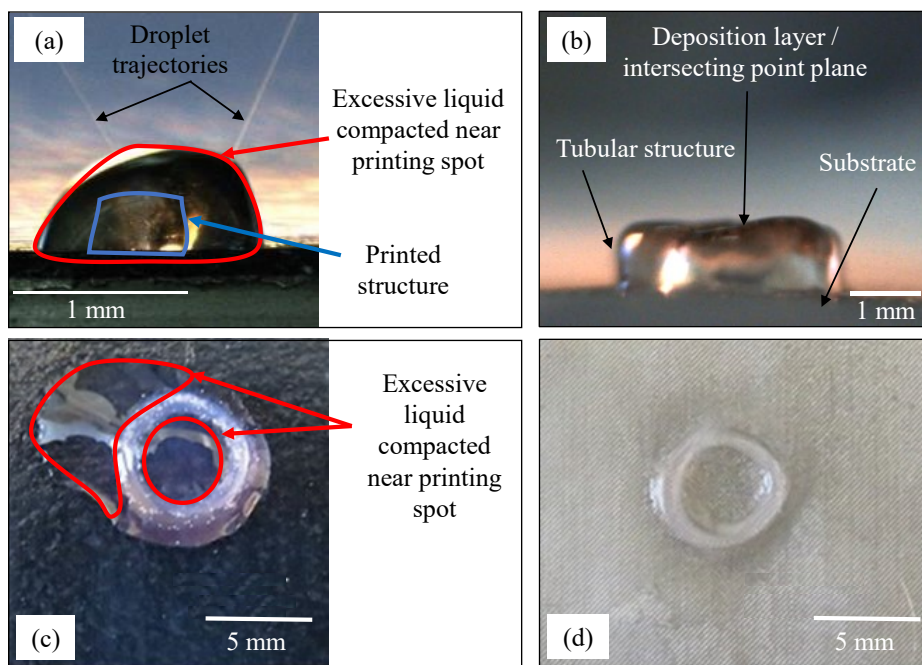 (a)
Droplet
trajectories
Excessive liquid
compacted near
printing spot
Printed
structure
1 mm
(b)
Deposition layer /
intersecting point plane
Tubular structure
Substrate
1 mm
Excessive
liquid
compacted
near printing
spot
5 mm
(c)
5 mm
(d)